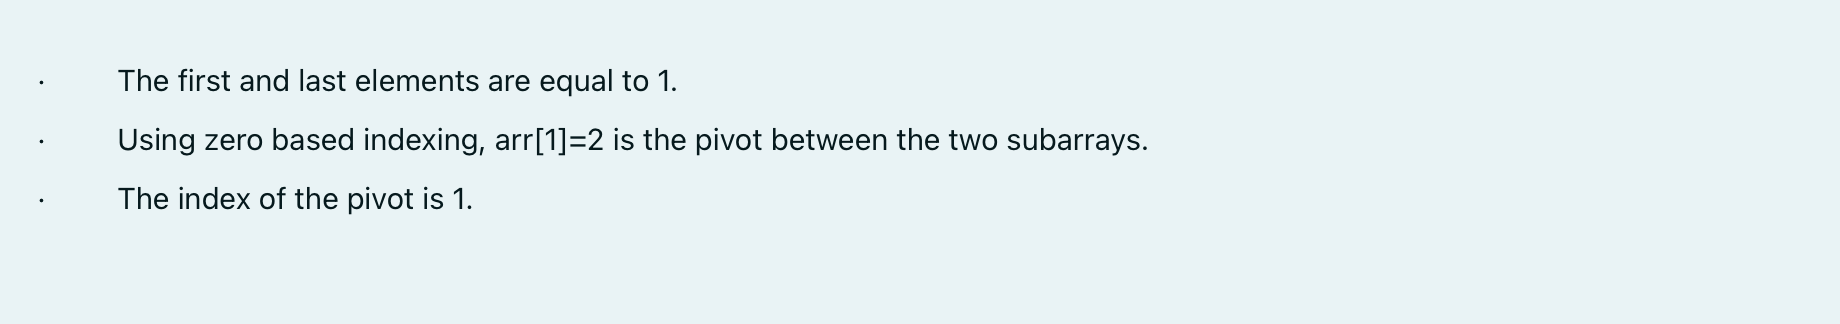 · The first and last elements are equal to 1.
· Using zero based indexing, arr[1]=2 is the pivot between the two subarrays.
· The index of the pivot is 1.